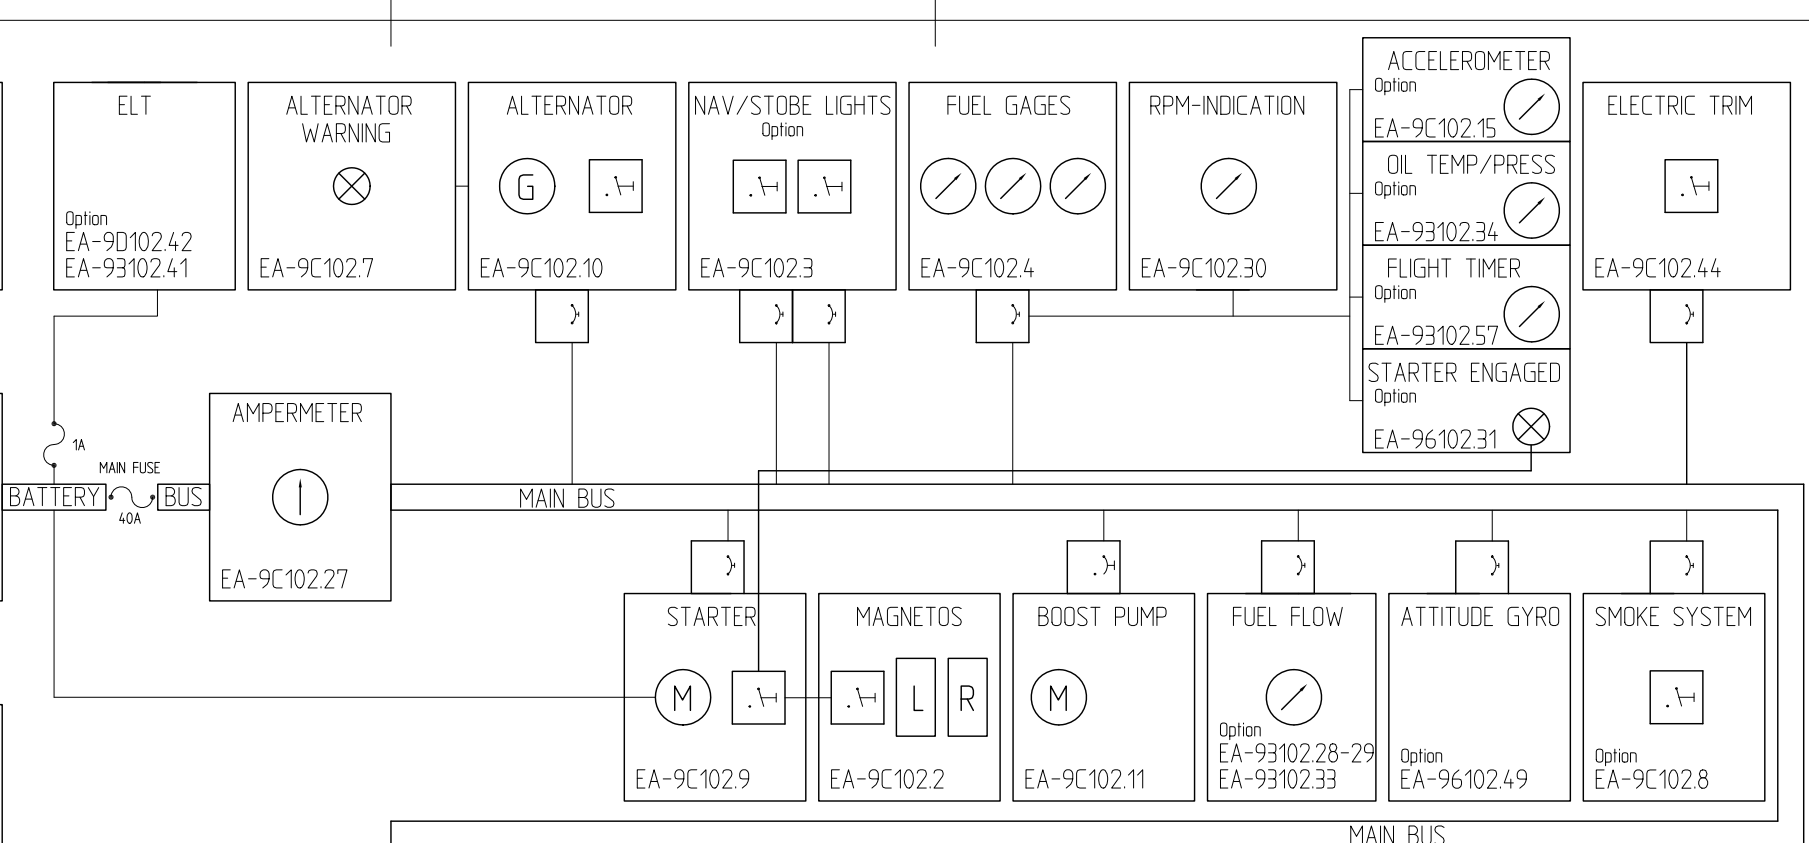 ELT
Option
EA-9D102.42
EA-93102.41
ALTERNATOR
WARNING
EA-9C102.7
ALTERNATOR
G
EA-9C102.10
NAV/STOBE LIGHTS
Option
EA-9C102.3
FUEL GAGES
EA-9C102.4
RPM-INDICATION
EA-9C102.30
ACCELEROMETER
Option
EA-9C102.15
OIL TEMP/PRESS
Option
EA-93102.34
FLIGHT TIMER
Option
EA-93102.57
STARTER ENGAGED
Option
EA-96102.31
ELECTRIC TRIM
EA-9C102.44
1A
BATTERY
MAIN FUSE
40A
BUS
AMPERMETER
EA-9C102.27
MAIN BUS
STARTER
M
EA-9C102.9
MAGNETOS
L
R
EA-9C102.2
BOOST PUMP
M
EA-9C102.11
FUEL FLOW
Option
EA-93102.28-29
EA-93102.33
ATTITUDE GYRO
Option
EA-96102.49
SMOKE SYSTEM
Option
EA-9C102.8
MAIN BUS